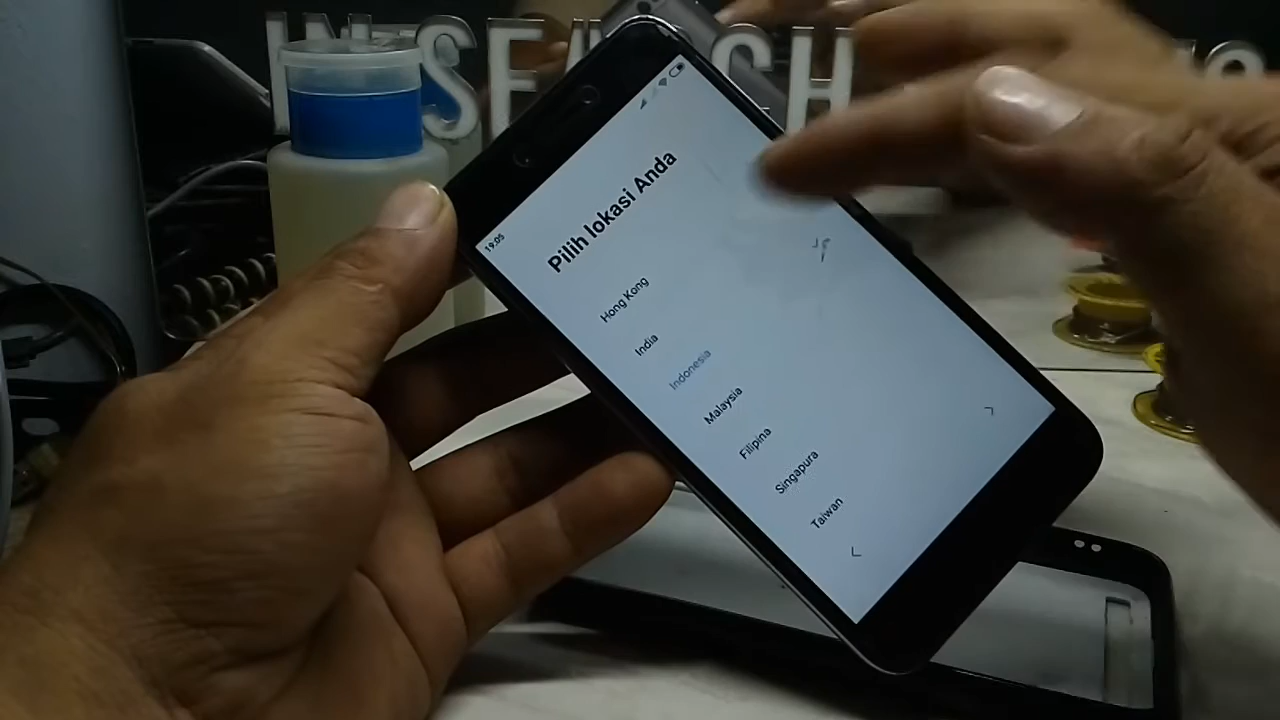 19.05
Pilih lokasi Anda
Hong Kong
India
Indonesia
Malaysia
Filipina
Singapura
Taiwan